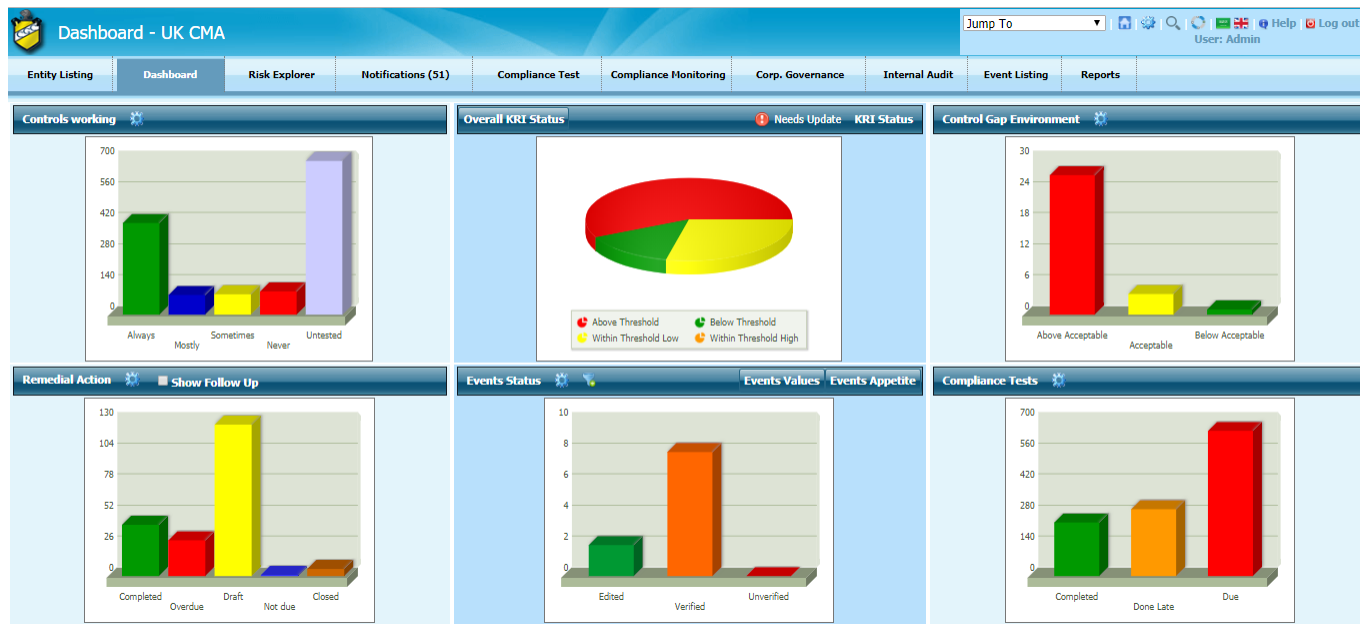 Dashboard - UK CMA
Jump To
Help
Log out
User: Admin
Entity Listing
Dashboard
Risk Explorer
Notifications (51)
Compliance Test
Compliance Monitoring
Corp. Governance
Internal Audit
Event Listing
Reports
Controls working
700
560
420
280
140
0
Always
Mostly
Sometimes
Never
Untested
Overall KRI Status
Needs Update
KRI Status
Above Threshold
Below Threshold
Within Threshold Low
Within Threshold High
Control Gap Environment
30
24
18
12
6
0
Above Acceptable
Acceptable
Below Acceptable
Remedial Action
Show Follow Up
130
104
78
52
26
0
Completed
Overdue
Draft
Not due
Closed
Events Status
Events Values
Events Appetite
10
8
6
4
2
0
Edited
Verified
Unverified
Compliance Tests
700
560
420
280
140
0
Completed
Done Late
Due